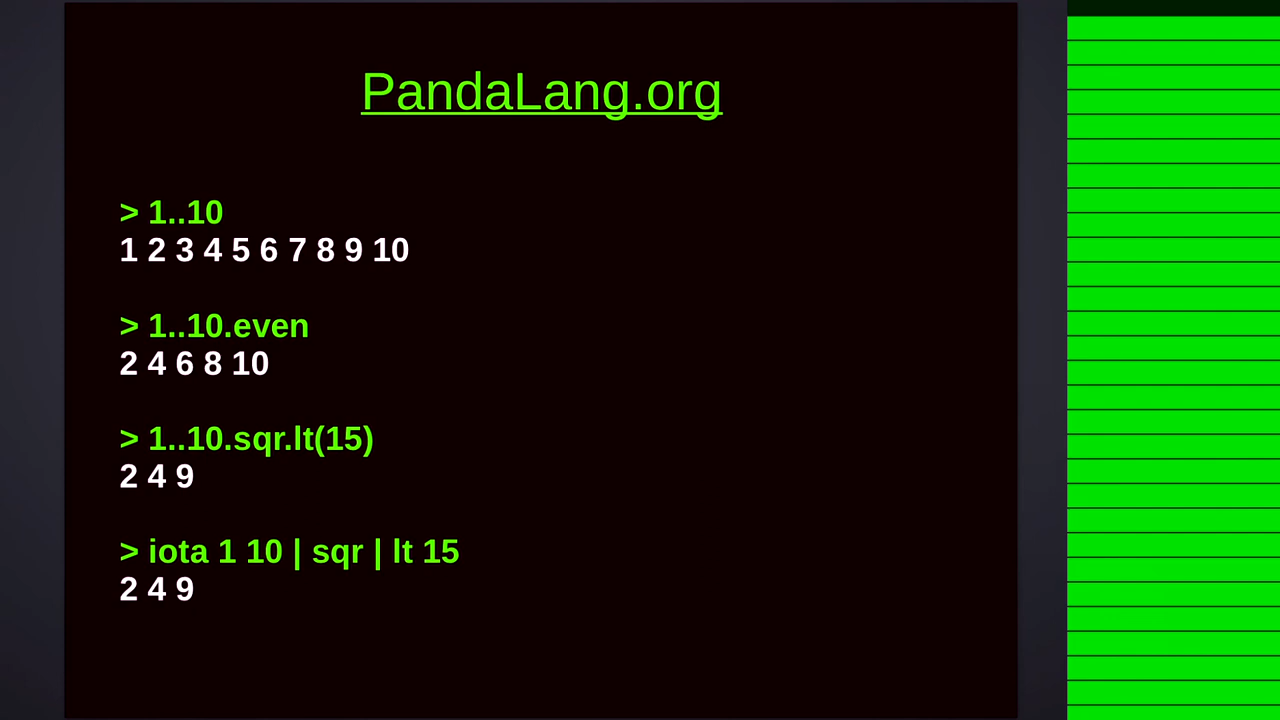 PandaLang.org
> 1..10
1 2 3 4 5 6 7 8 9 10
> 1..10.even
2 4 6 8 10
> 1..10.sqr.lt(15)
2 4 9
> iota 1 10 | sqr | lt 15
2 4 9